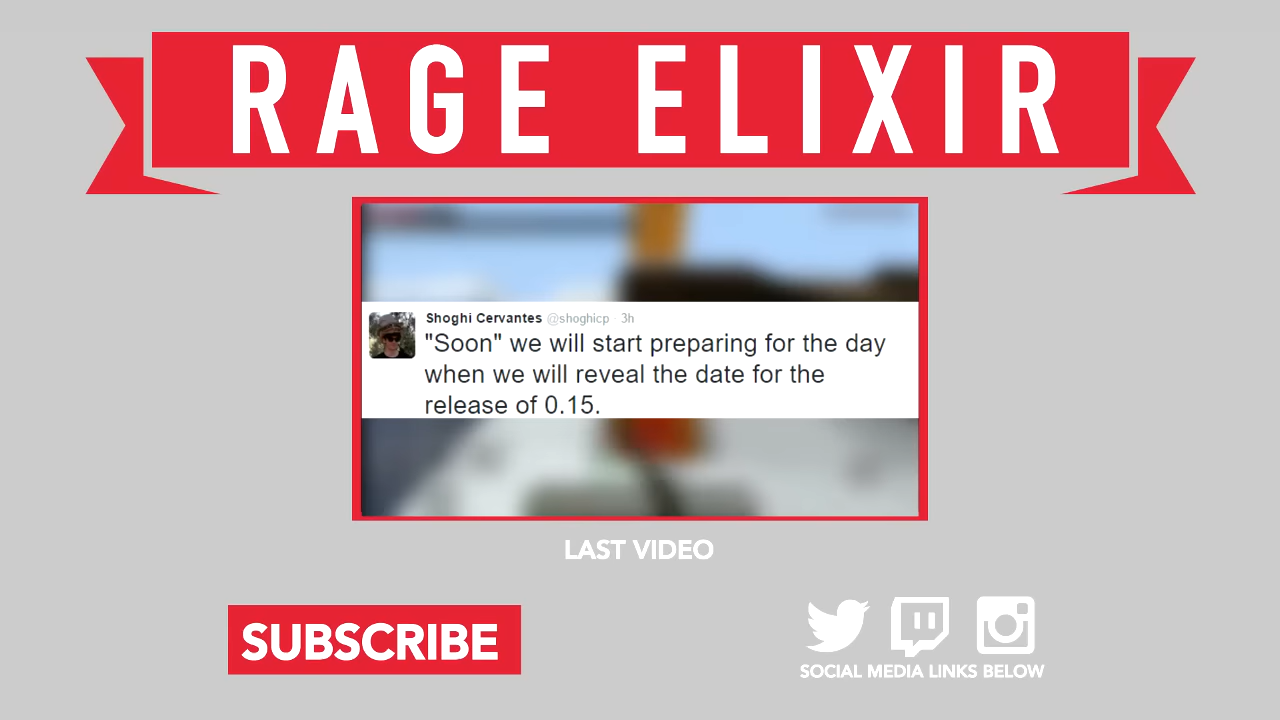 RAGE ELIXIR
Shoghi Cervantes @shoghicp · 3h
"Soon" we will start preparing for the day
when we will reveal the date for the
release of 0.15.
LAST VIDEO
SUBSCRIBE
SOCIAL MEDIA LINKS BELOW